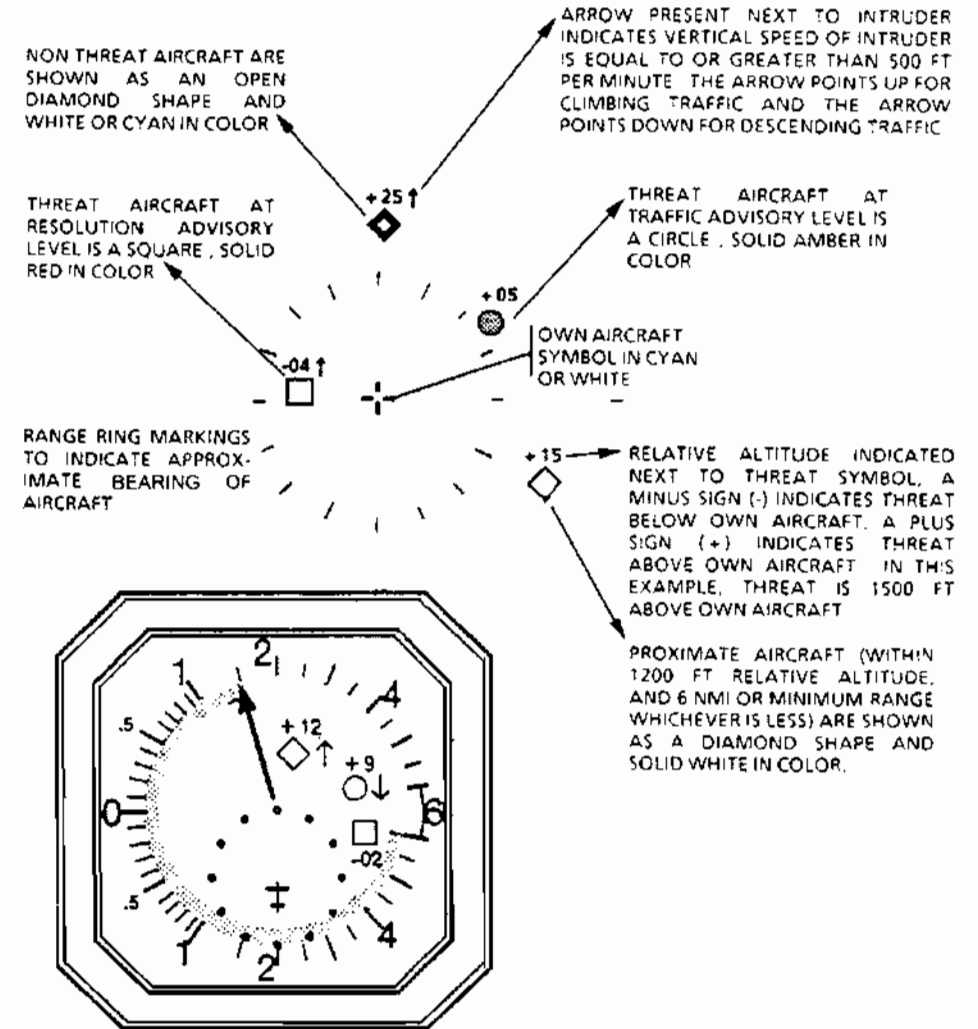 ARROW PRESENT NEXT TO INTRUDER
INDICATES VERTICAL SPEED OF INTRUDER
IS EQUAL TO OR GREATER THAN 500 FT
PER MINUTE THE ARROW POINTS UP FOR
CLIMBING TRAFFIC AND THE ARROW
POINTS DOWN FOR DESCENDING TRAFFIC
NON THREAT AIRCRAFT ARE
SHOWN AS AN OPEN
DIAMOND SHAPE AND
WHITE OR CYAN IN COLOR
+25↑
THREAT AIRCRAFT AT
RESOLUTION ADVISORY
LEVEL IS A SQUARE, SOLID
RED IN COLOR
THREAT AIRCRAFT AT
TRAFFIC ADVISORY LEVEL IS
A CIRCLE, SOLID AMBER IN
COLOR
+05
OWN AIRCRAFT
SYMBOL IN CYAN
OR WHITE
-04↑
RANGE RING MARKINGS
TO INDICATE APPROX-
IMATE BEARING OF
AIRCRAFT
+15
RELATIVE ALTITUDE INDICATED
NEXT TO THREAT SYMBOL, A
MINUS SIGN (-) INDICATES THREAT
BELOW OWN AIRCRAFT. A PLUS
SIGN (+) INDICATES THREAT
ABOVE OWN AIRCRAFT IN THIS
EXAMPLE, THREAT IS 1500 FT
ABOVE OWN AIRCRAFT
PROXIMATE AIRCRAFT (WITHIN
1200 FT RELATIVE ALTITUDE,
AND 6 NMI OR MINIMUM RANGE
WHICHEVER IS LESS) ARE SHOWN
AS A DIAMOND SHAPE AND
SOLID WHITE IN COLOR.
2
1
4
.5
+12
↑
+9
↓
0
6
-02
.5
1
4
2